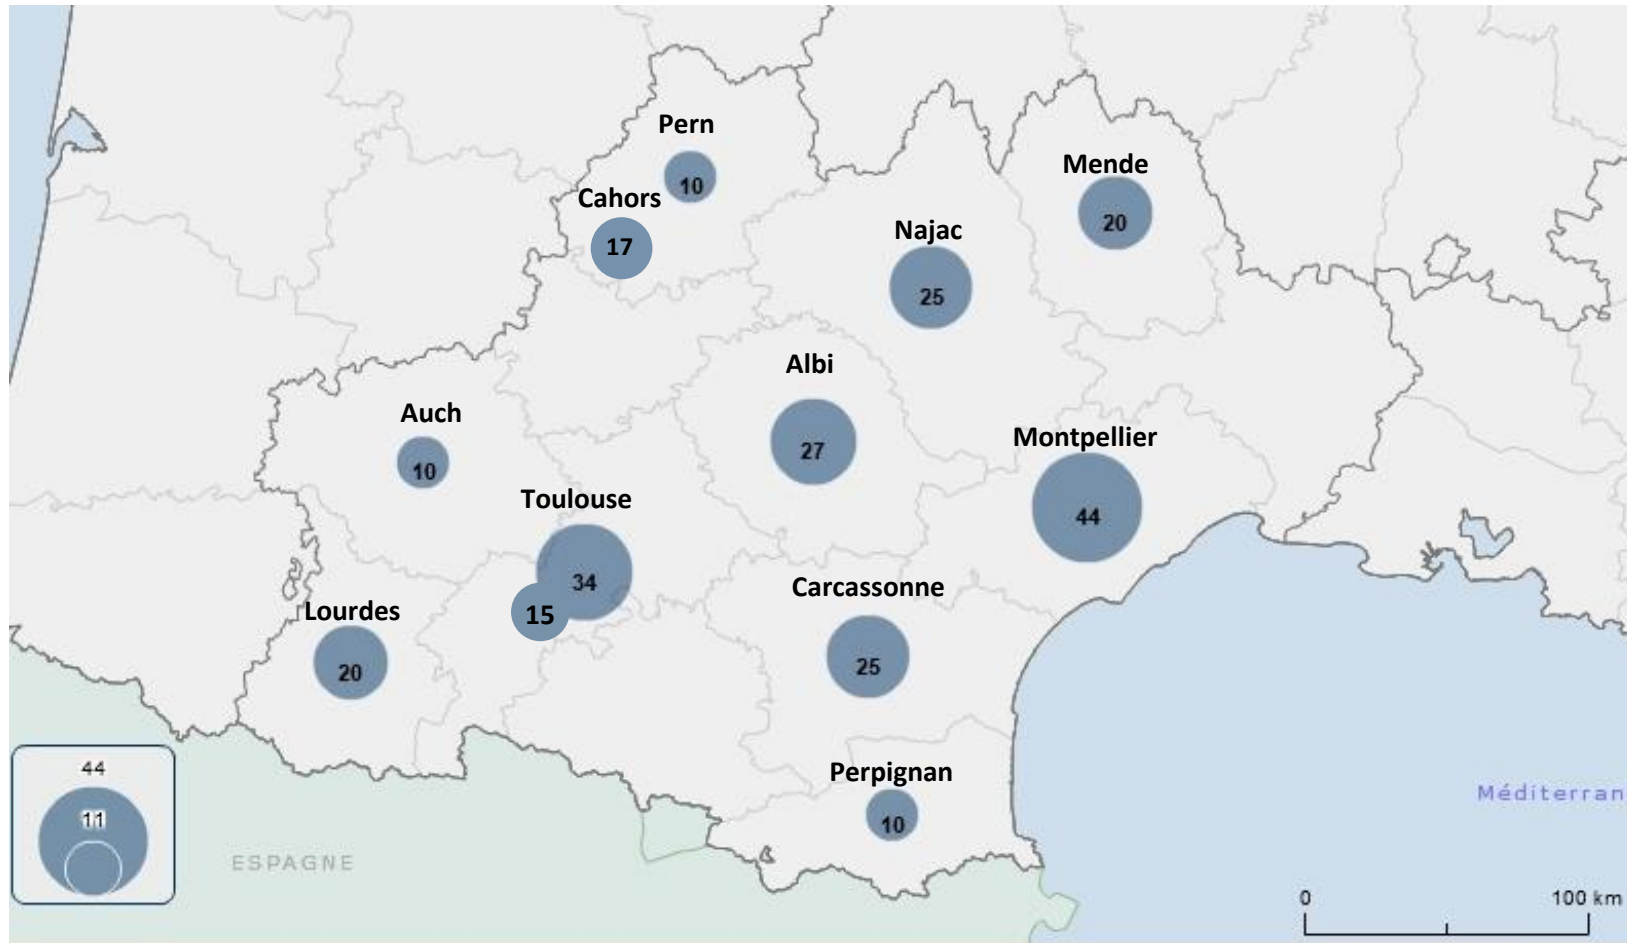 Pern
10
Cahors
17
Mende
20
Najac
25
Albi
27
Auch
10
Montpellier
44
Toulouse
34
15
Carcassonne
25
Lourdes
20
Perpignan
10
44
11
ESPAGNE
Méditerran
0 100 km